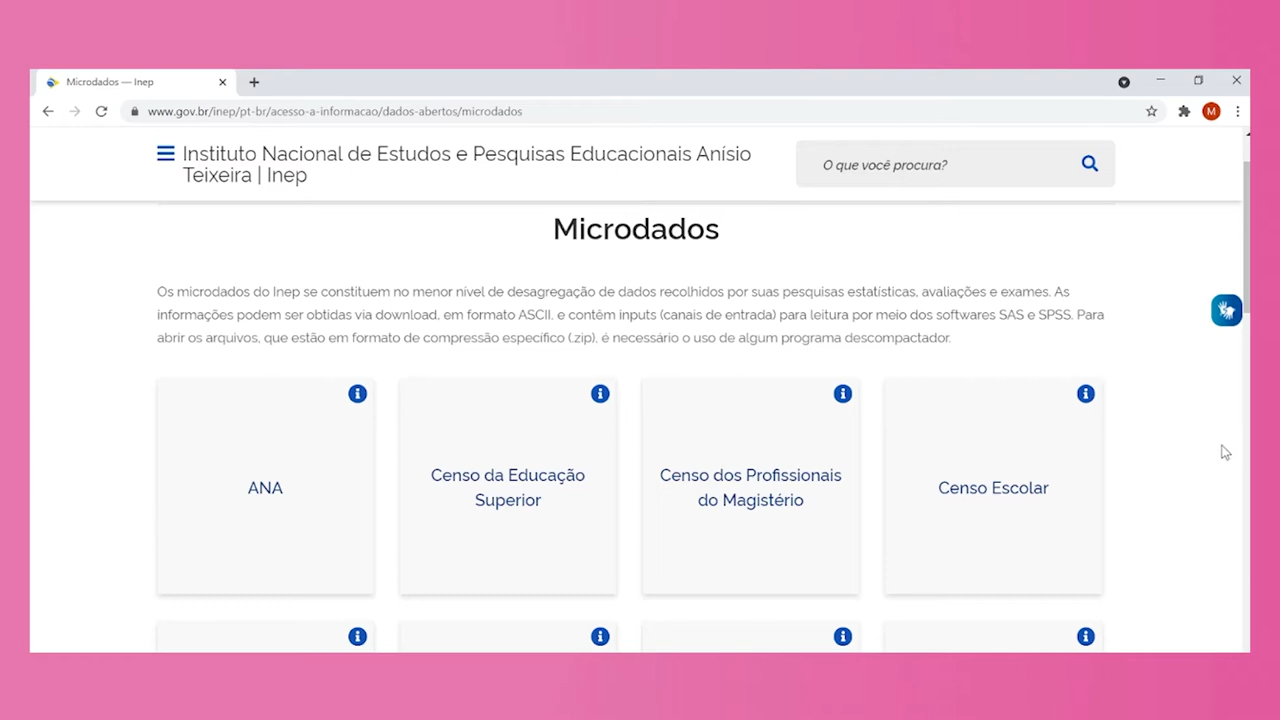 Microdados — Inep
www.gov.br/inep/pt-br/acesso-a-informacao/dados-abertos/microdados
M
Instituto Nacional de Estudos e Pesquisas Educacionais Anísio
Teixeira | Inep
O que você procura?
Microdados
Os microdados do Inep se constituem no menor nível de desagregação de dados recolhidos por suas pesquisas estatísticas, avaliações e exames. As
informações podem ser obtidas via download, em formato ASCII, e contêm inputs (canais de entrada) para leitura por meio dos softwares SAS e SPSS. Para
abrir os arquivos, que estão em formato de compressão específico (.zip), é necessário o uso de algum programa descompactador.
ANA
Censo da Educação
Superior
Censo dos Profissionais
do Magistério
Censo Escolar